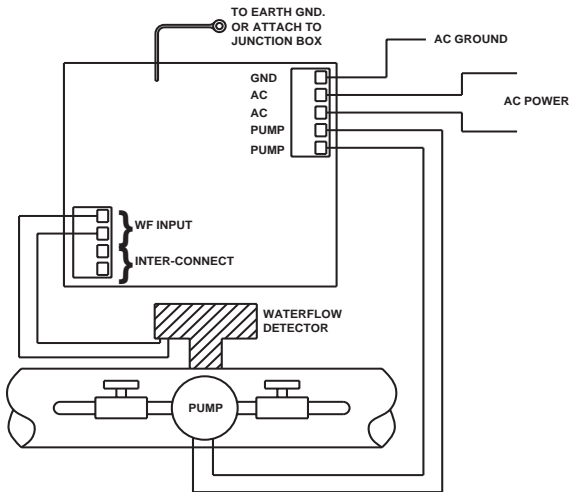 TO EARTH GND.
OR ATTACH TO
JUNCTION BOX
AC GROUND
GND
AC
AC
PUMP
PUMP
AC POWER
WF INPUT
INTER-CONNECT
WATERFLOW
DETECTOR
PUMP